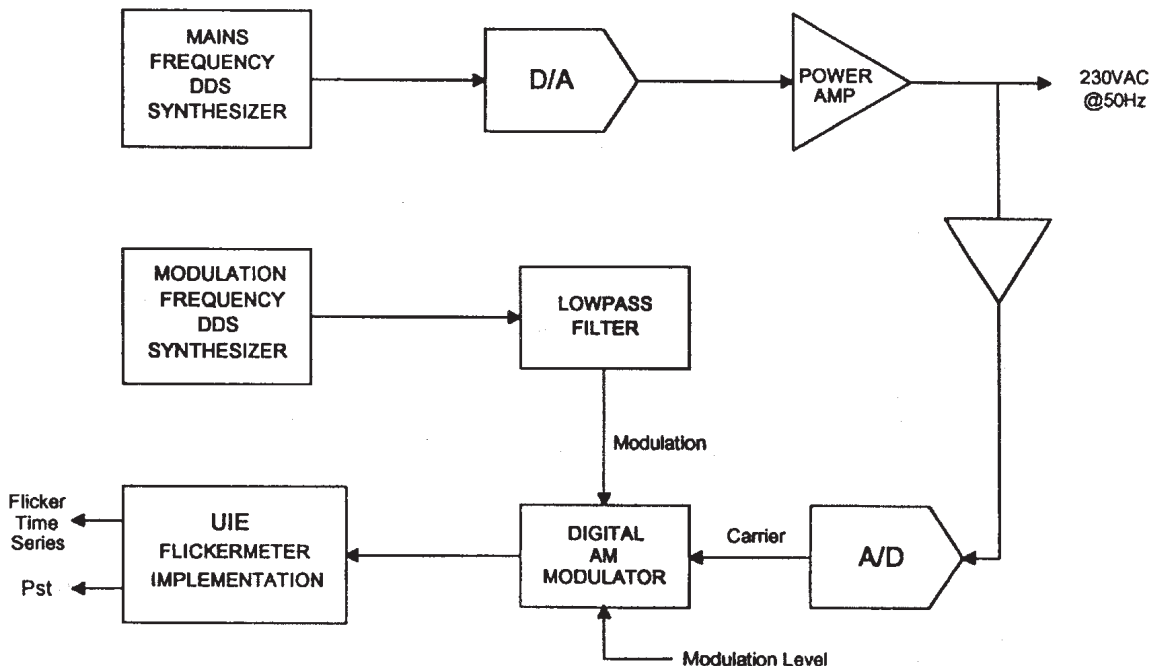 MAINS
FREQUENCY
DDS
SYNTHESIZER
D/A
POWER
AMP
230VAC
@50Hz
MODULATION
FREQUENCY
DDS
SYNTHESIZER
LOWPASS
FILTER
Modulation
Flicker
Time
Series
Pst
UIE
FLICKERMETER
IMPLEMENTATION
DIGITAL
AM
MODULATOR
Carrier
A/D
Modulation Level